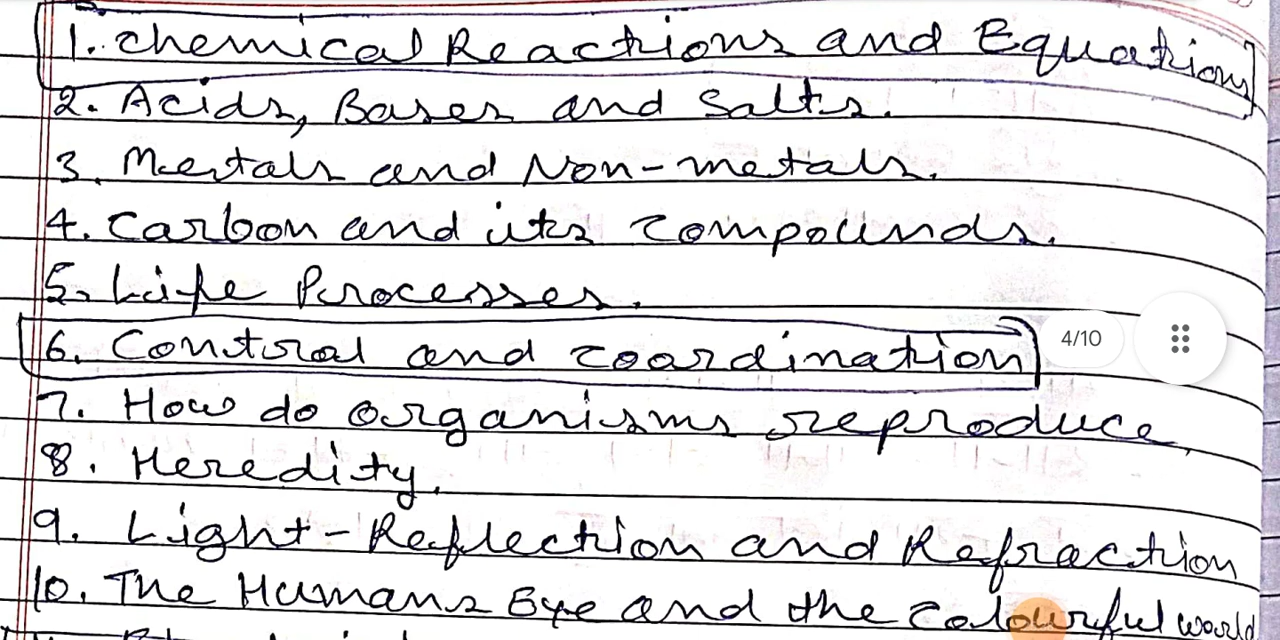 1. Chemical Reactions and Equations
2. Acids, Bases and Salts.
3. Mertals and Non-metals.
4. Carbon and its Compounds.
5. Life Processes.
6. Control and coordination
4/10
7. How do organisms reproduce.
8. Heredity.
9. Light-Reflection and Refraction
10. The Humans Eye and the Colourful world